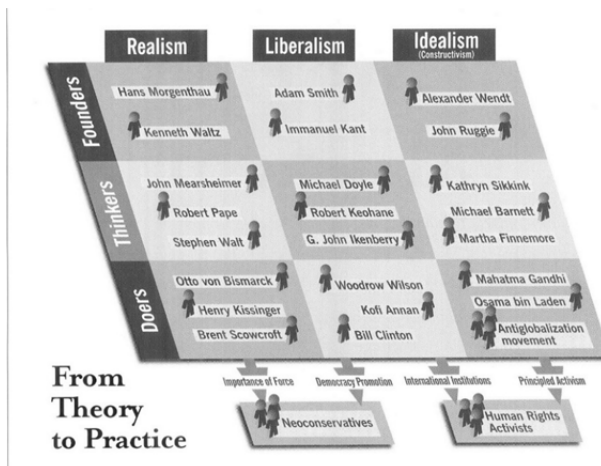 Realism
Liberalism
Idealism
(Constructivism)
Founders
Hans Morgenthau
Kenneth Waltz
Adam Smith
Immanuel Kant
Alexander Wendt
John Ruggie
Thinkers
John Mearsheimer
Robert Pape
Stephen Walt
Michael Doyle
Robert Keohane
G. John Ikenberry
Kathryn Sikkink
Michael Barnett
Martha Finnemore
Doers
Otto von Bismarck
Henry Kissinger
Brent Scowcroft
Woodrow Wilson
Kofi Annan
Bill Clinton
Mahatma Gandhi
Osama bin Laden
Antiglobalization
movement
Importance of Force
Democracy Promotion
International Institutions
Principled Activism
Neoconservatives
Human Rights
Activists
From
Theory
to Practice